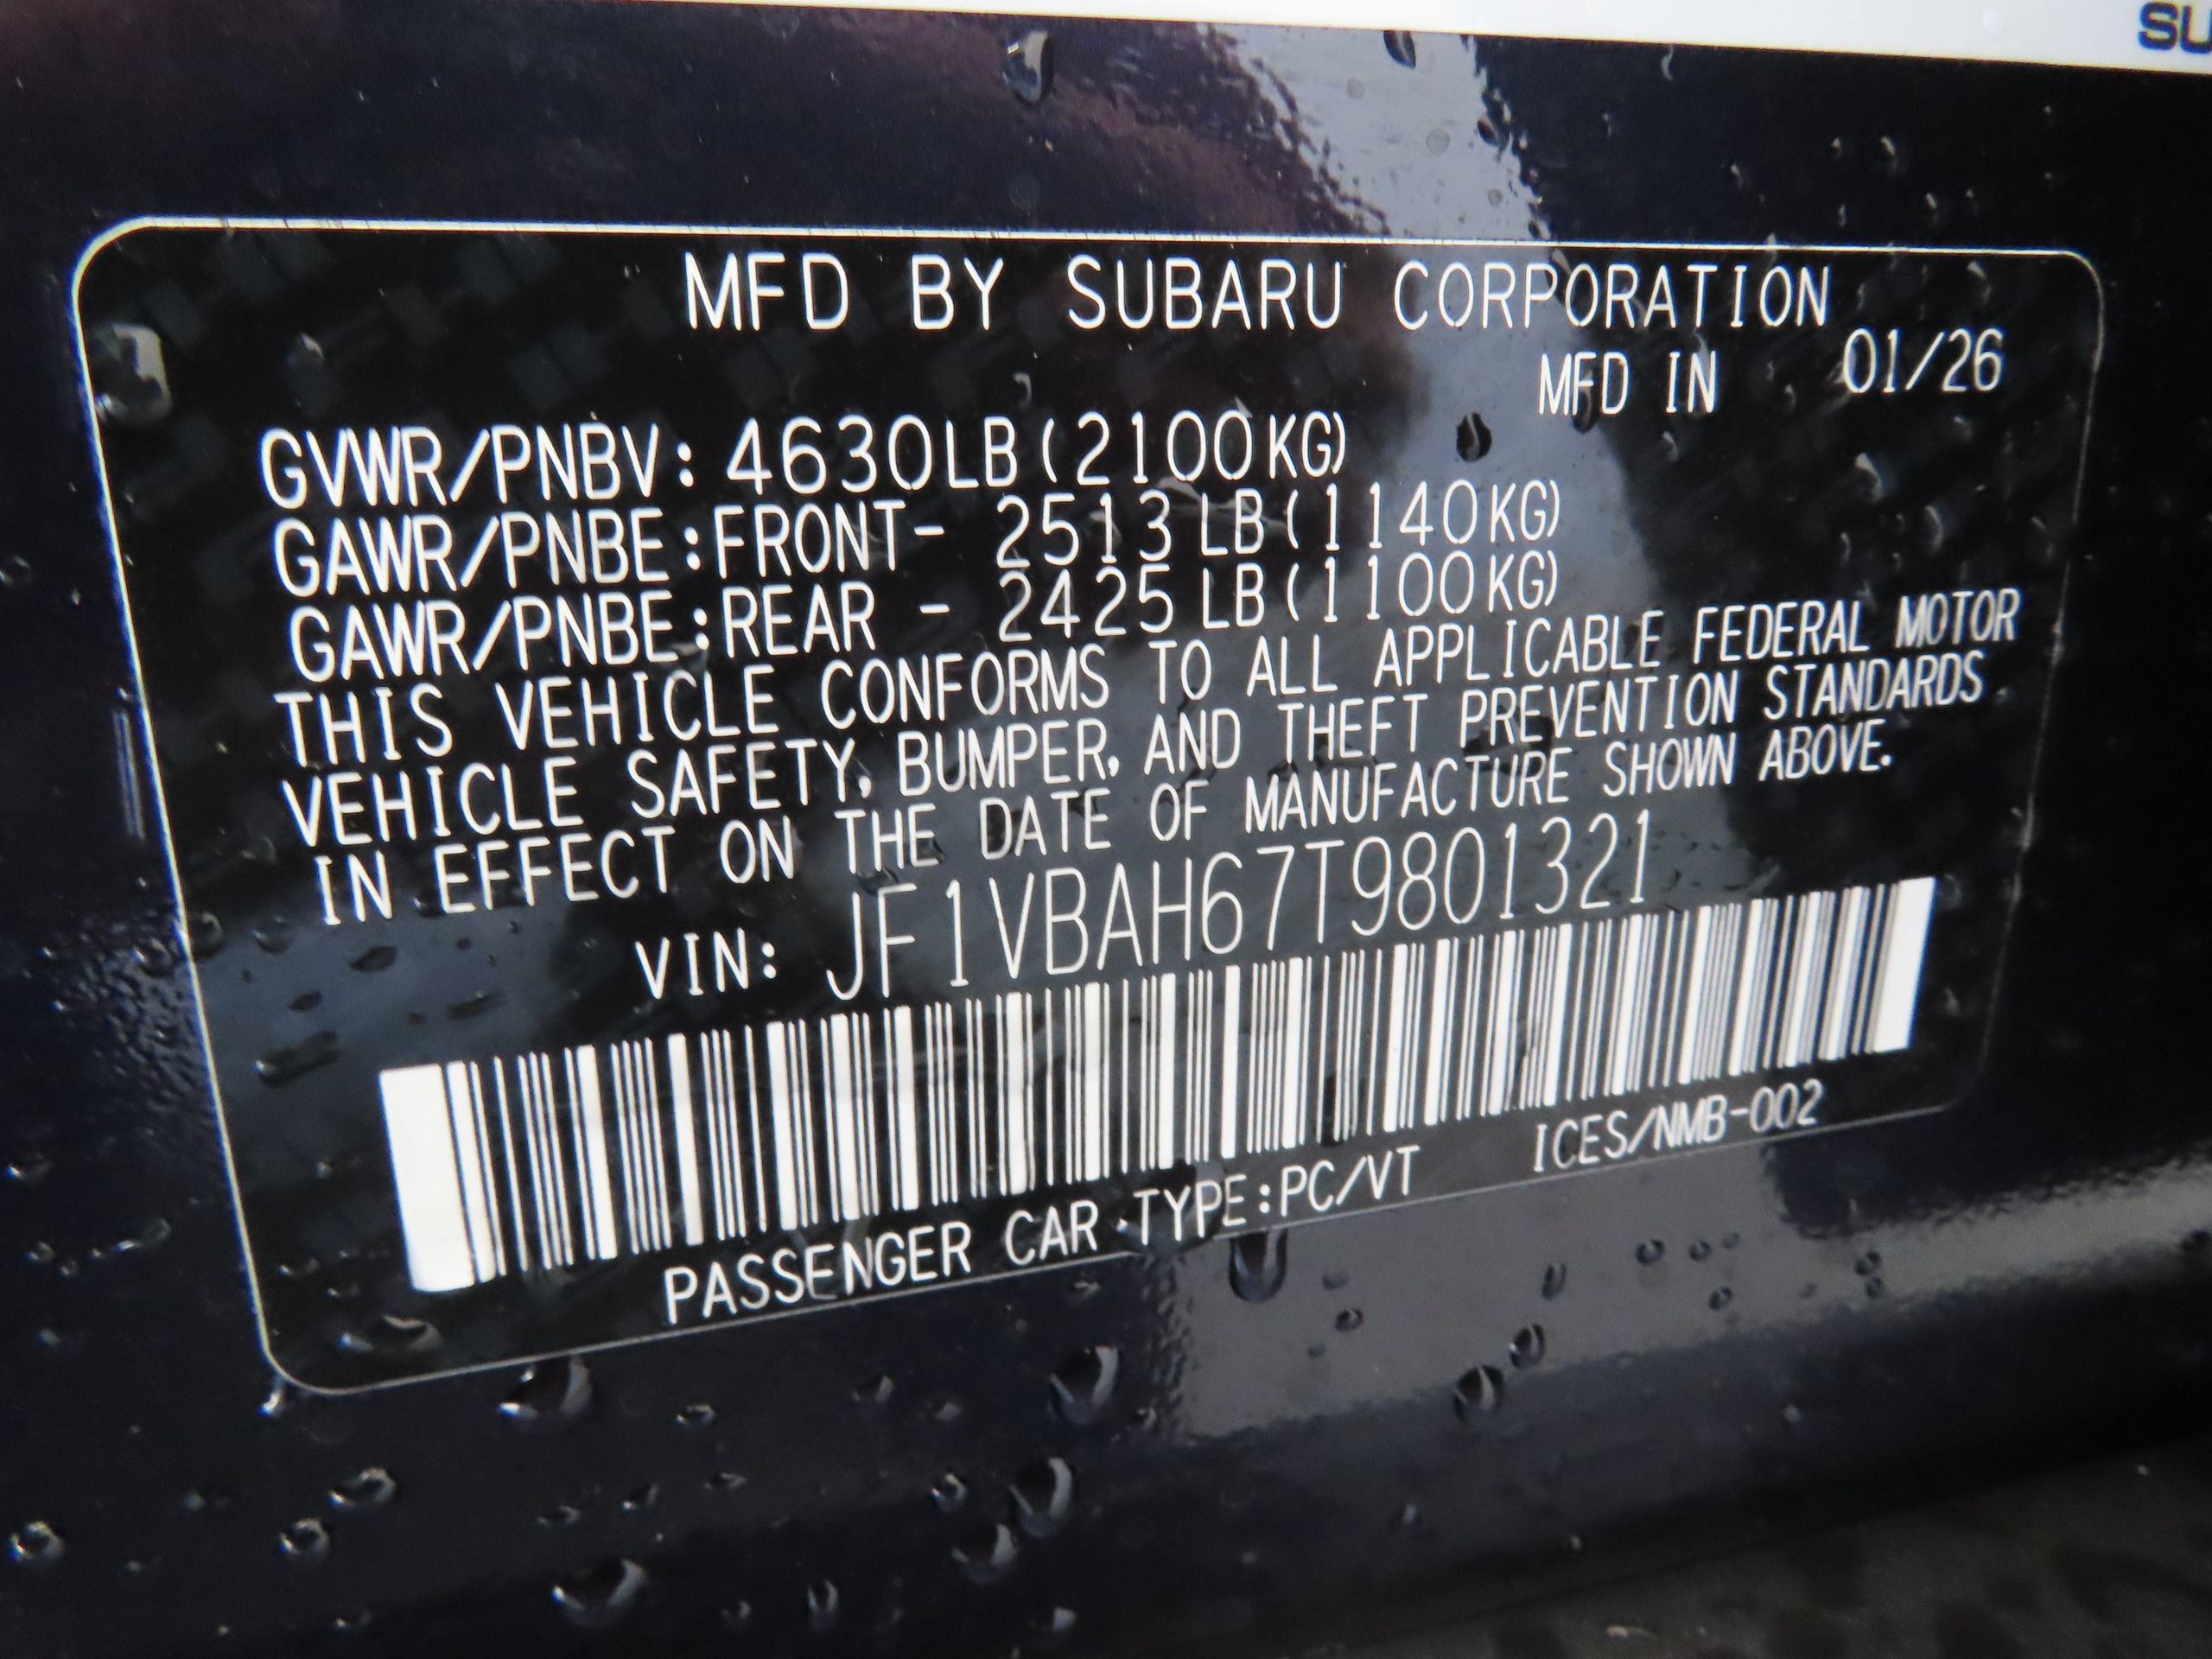 SU
MFD BY SUBARU CORPORATION
MFD IN 01/26
GVWR/PNBV: 4630LB(2100KG)
GAWR/PNBE:FRONT- 2513LB(1140KG)
GAWR/PNBE:REAR - 2425LB(1100KG)
THIS VEHICLE CONFORMS TO ALL APPLICABLE FEDERAL MOTOR
VEHICLE SAFETY, BUMPER, AND THEFT PREVENTION STANDARDS
IN EFFECT ON THE DATE OF MANUFACTURE SHOWN ABOVE.
VIN: JF1VBAH67T9801321
PASSENGER CAR TYPE:PC/VT ICES/NMB-002